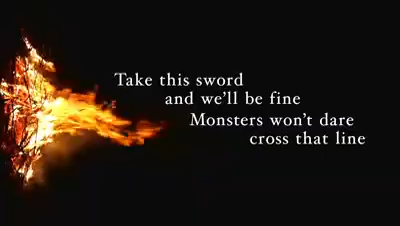 Take this sword
and we'll be fine
Monsters won't dare
cross that line